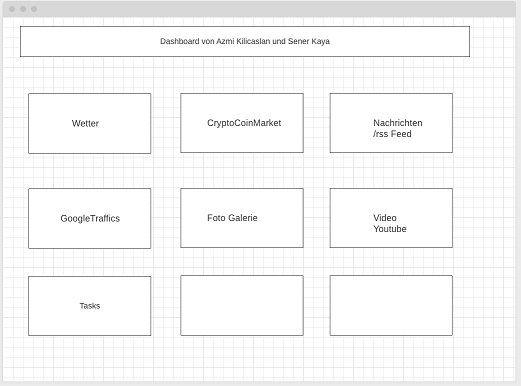 Dashboard von Azmi Kilicaslan und Sener Kaya
Wetter
CryptoCoinMarket
Nachrichten
/rss Feed
GoogleTraffics
Foto Galerie
Video
Youtube
Tasks